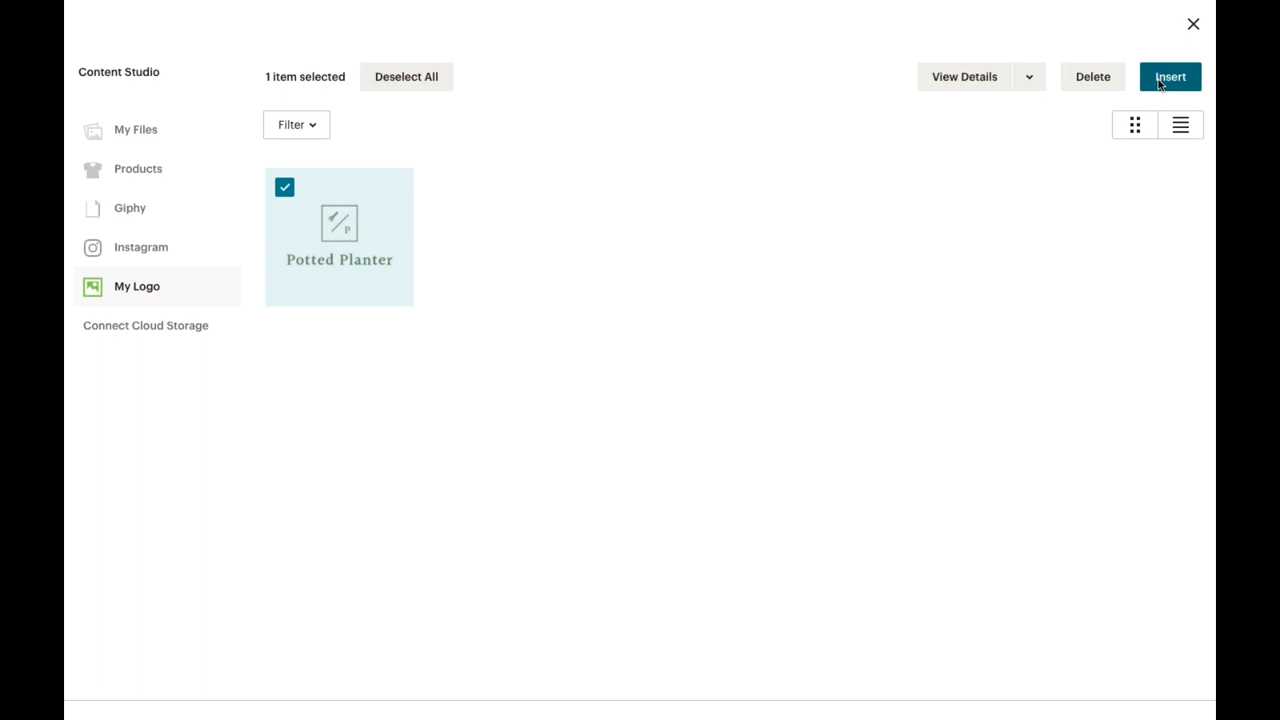 Content Studio
1 item selected
Deselect All
View Details
Delete
Insert
Filter
My Files
Products
Giphy
Instagram
My Logo
Connect Cloud Storage
P
Potted Planter